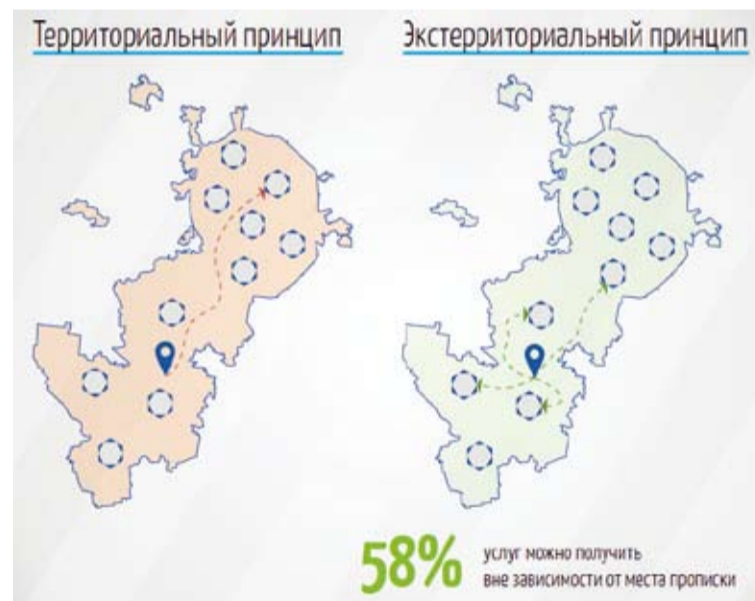 Территориальный принцип
Экстерриториальный принцип
58%
услуг можно получить
вне зависимости от места прописки